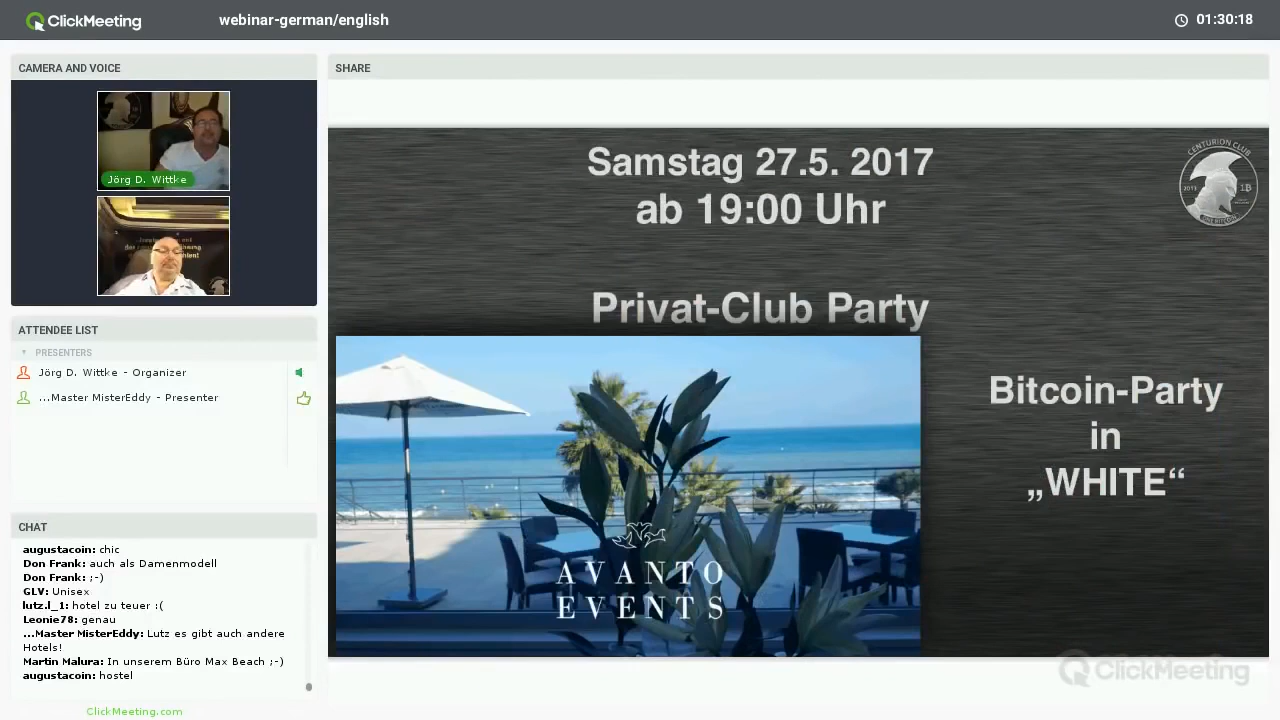 ClickMeeting
webinar-german/english
01:30:18
CAMERA AND VOICE
Jörg D. Wittke
ATTENDEE LIST
PRESENTERS
Jörg D. Wittke - Organizer
...Master MisterEddy - Presenter
CHAT
augustacoin: chic
Don Frank: auch als Damenmodell
Don Frank: ;-)
GLV: Unisex
lutz.l_1: hotel zu teuer :(
Leonie78: genau
...Master MisterEddy: Lutz es gibt auch andere
Hotels!
Martin Malura: In unserem Büro Max Beach ;-)
augustacoin: hostel
ClickMeeting.com
SHARE
Samstag 27.5. 2017
ab 19:00 Uhr
CENTURION CLUB
ONE BITCOIN
Privat-Club Party
Bitcoin-Party
in
„WHITE“
AVANTO
EVENTS
ClickMeeting